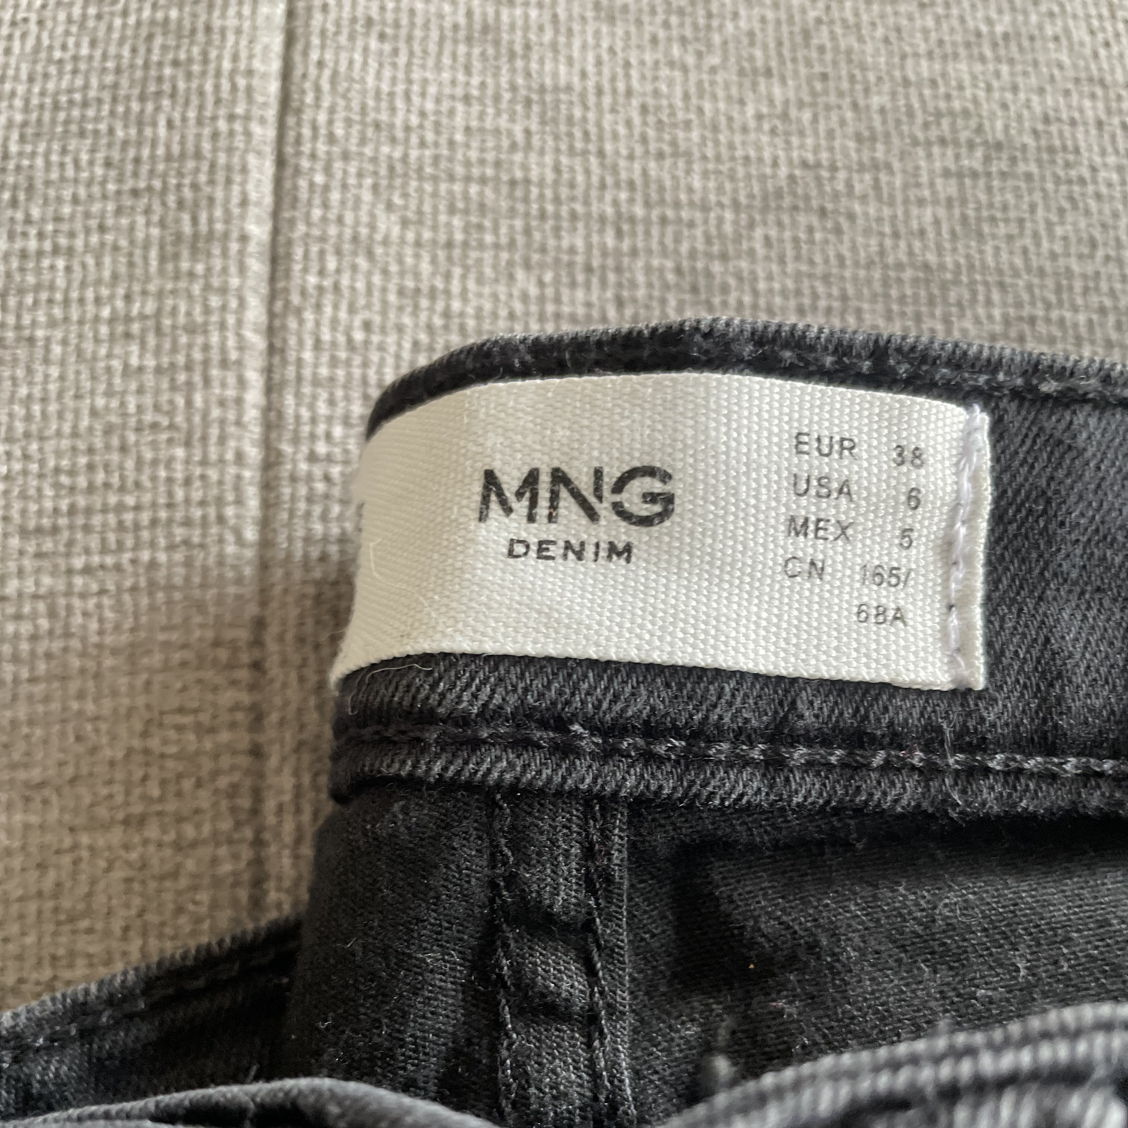 MNG
DENIM
EUR 38
USA 6
MEX 5
CN 165/
68A